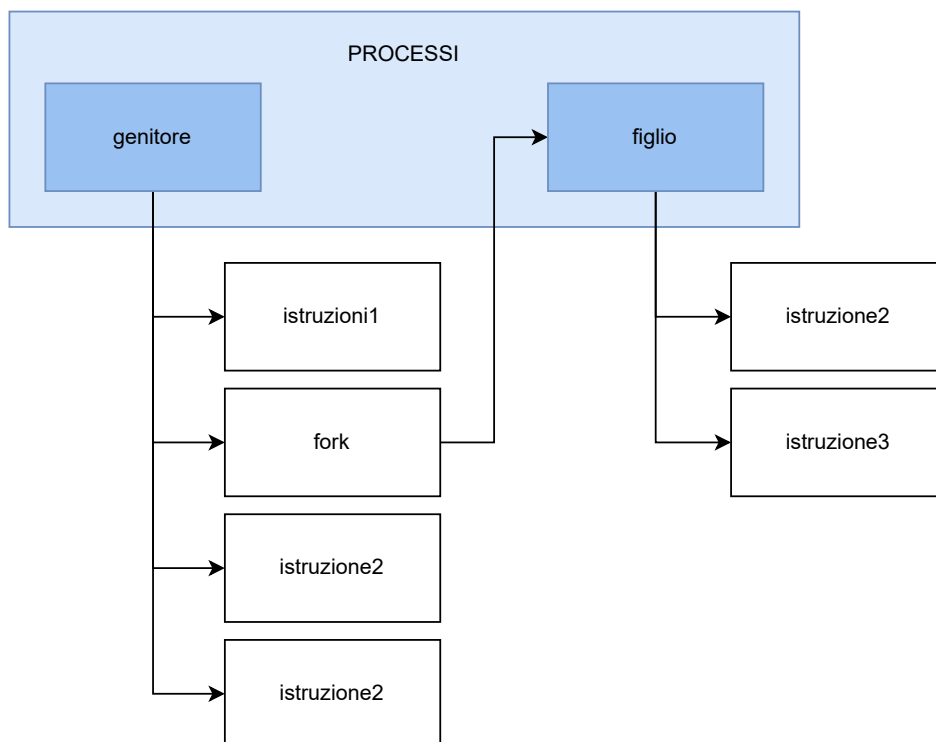 PROCESSI
genitore
figlio
istruzioni1
fork
istruzione2
istruzione2
istruzione2
istruzione3